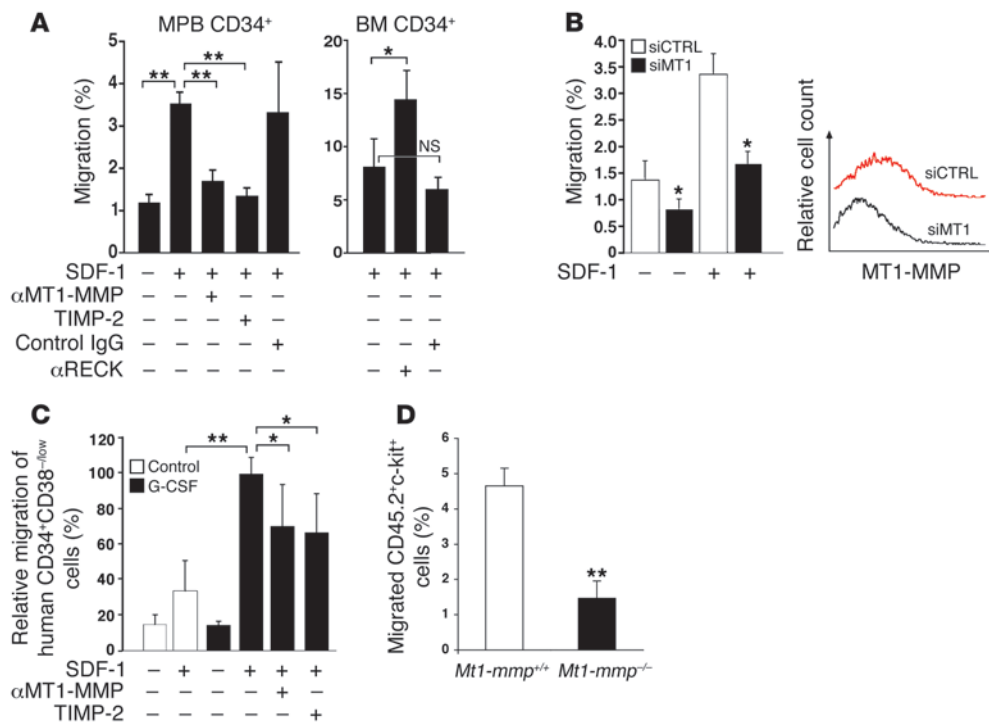 A
MPB CD34+
BM CD34+
Migration (%)
5
4
3
2
1
0
**
**
**
20
15
10
5
0
*
NS
SDF-1 – + + + + + + +
αMT1-MMP – – + – – – – –
TIMP-2 – – – + – – – –
Control IgG – – – – + – – +
αRECK – – – – – – + –
B
siCTRL
siMT1
Migration (%)
4.0
3.5
3.0
2.5
2.0
1.5
1.0
0.5
0
*
*
SDF-1 – – + +
Relative cell count
siCTRL
siMT1
MT1-MMP
C
Control
G-CSF
Relative migration of
human CD34+CD38–/low
cells (%)
120
100
80
60
40
20
0
**
*
*
SDF-1 – + – + + +
αMT1-MMP – – – – + –
TIMP-2 – – – – – +
D
Migrated CD45.2+c-kit+
cells (%)
6
5
4
3
2
1
0
**
Mt1-mmp+/+ Mt1-mmp–/–